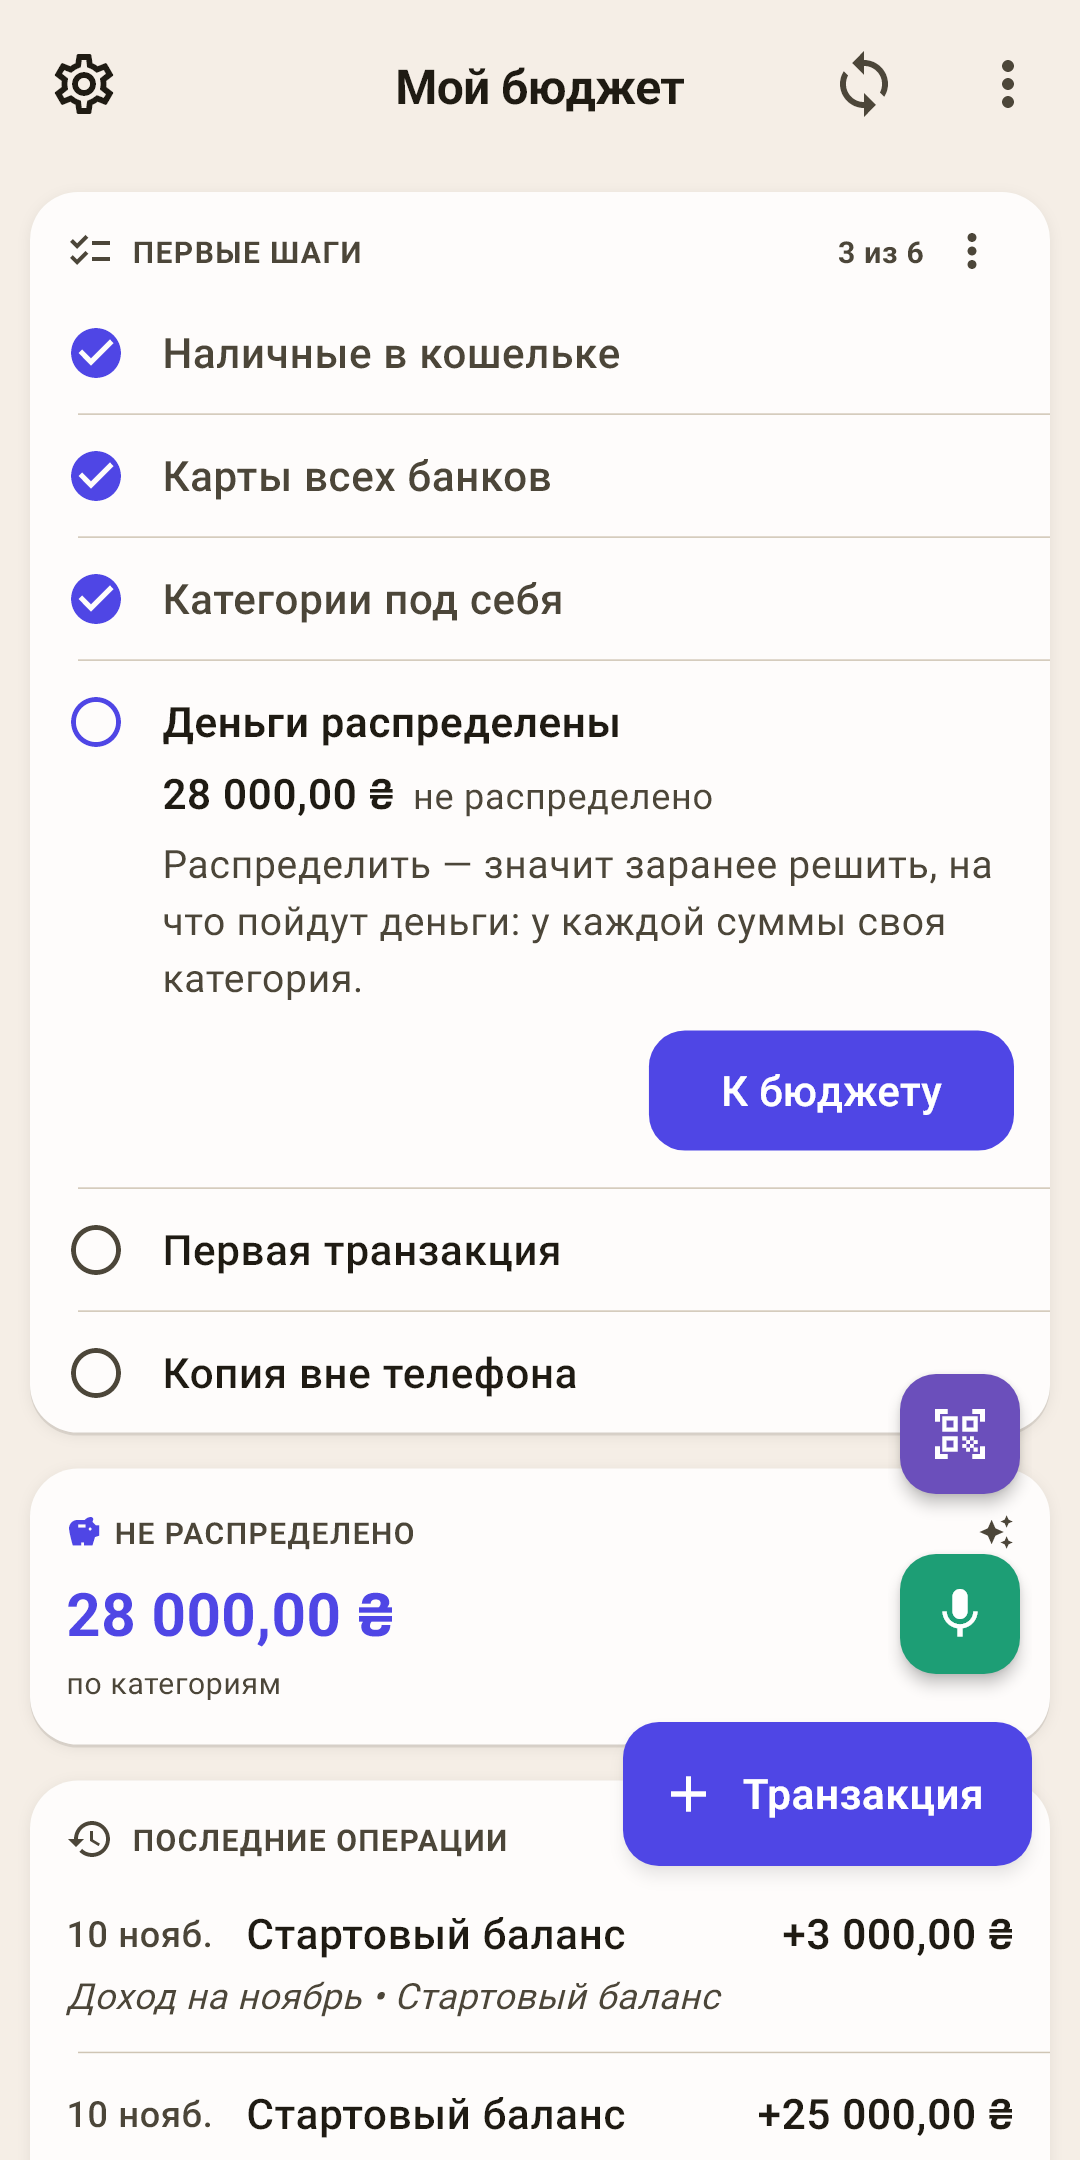 Мой бюджет
ПЕРВЫЕ ШАГИ 3 из 6
Наличные в кошельке
Карты всех банков
Категории под себя
Деньги распределены
28 000,00 ₴ не распределено
Распределить — значит заранее решить, на
что пойдут деньги: у каждой суммы своя
категория.
К бюджету
Первая транзакция
Копия вне телефона
НЕ РАСПРЕДЕЛЕНО
28 000,00 ₴
по категориям
+ Транзакция
ПОСЛЕДНИЕ ОПЕРАЦИИ
10 нояб. Стартовый баланс +3 000,00 ₴
Доход на ноябрь • Стартовый баланс
10 нояб. Стартовый баланс +25 000,00 ₴